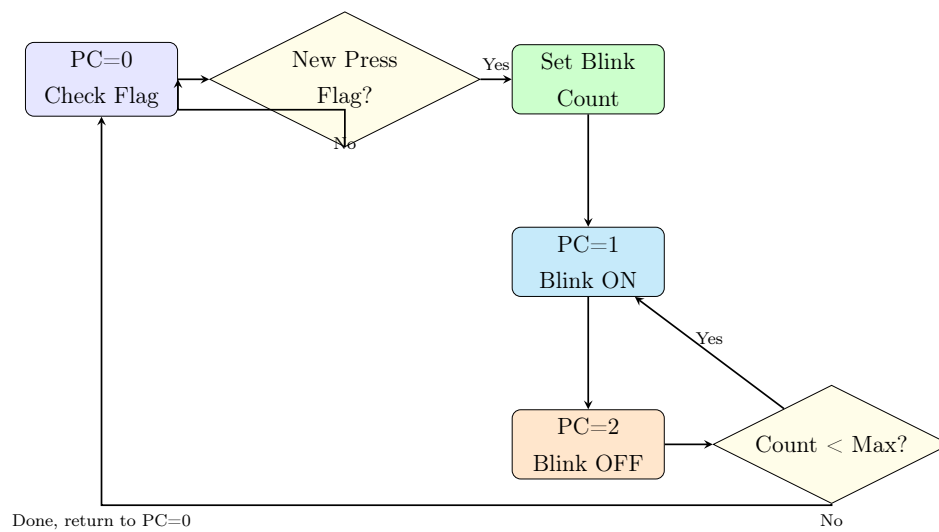 PC=0
Check Flag
New Press
Flag?
No
Yes
Set Blink
Count
PC=1
Blink ON
Yes
PC=2
Blink OFF
Count < Max?
Done, return to PC=0
No